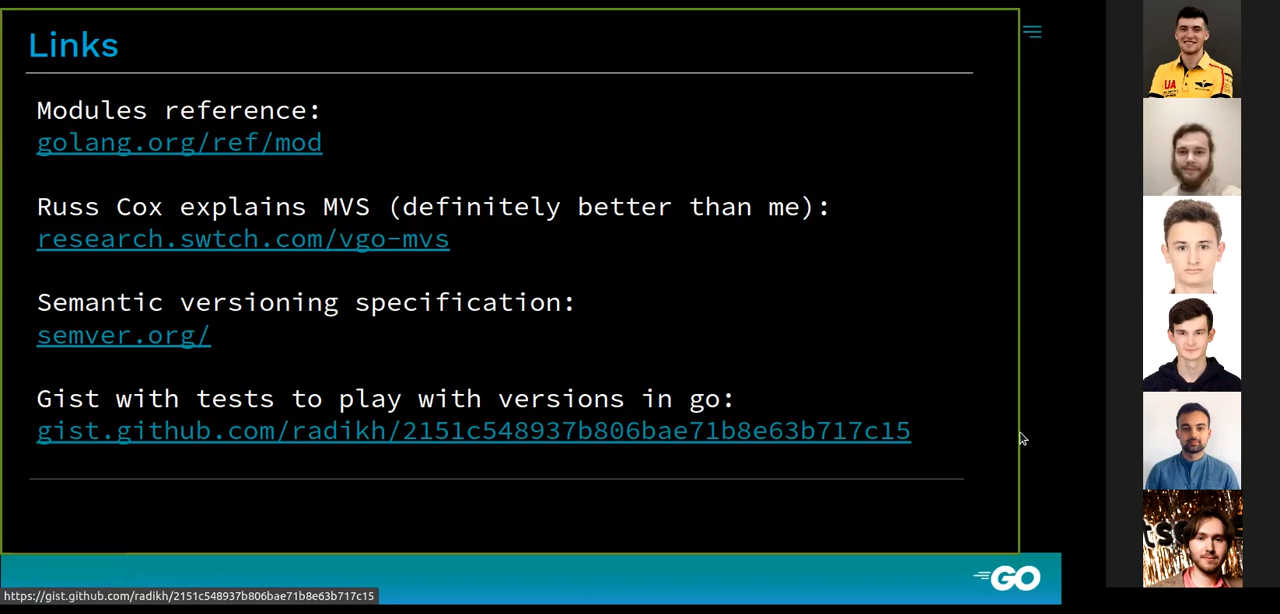 Links
Modules reference:
golang.org/ref/mod
Russ Cox explains MVS (definitely better than me):
research.swtch.com/vgo-mvs
Semantic versioning specification:
semver.org/
Gist with tests to play with versions in go:
gist.github.com/radikh/2151c548937b806bae71b8e63b717c15
GO
https://gist.github.com/radikh/2151c548937b806bae71b8e63b717c15
UA